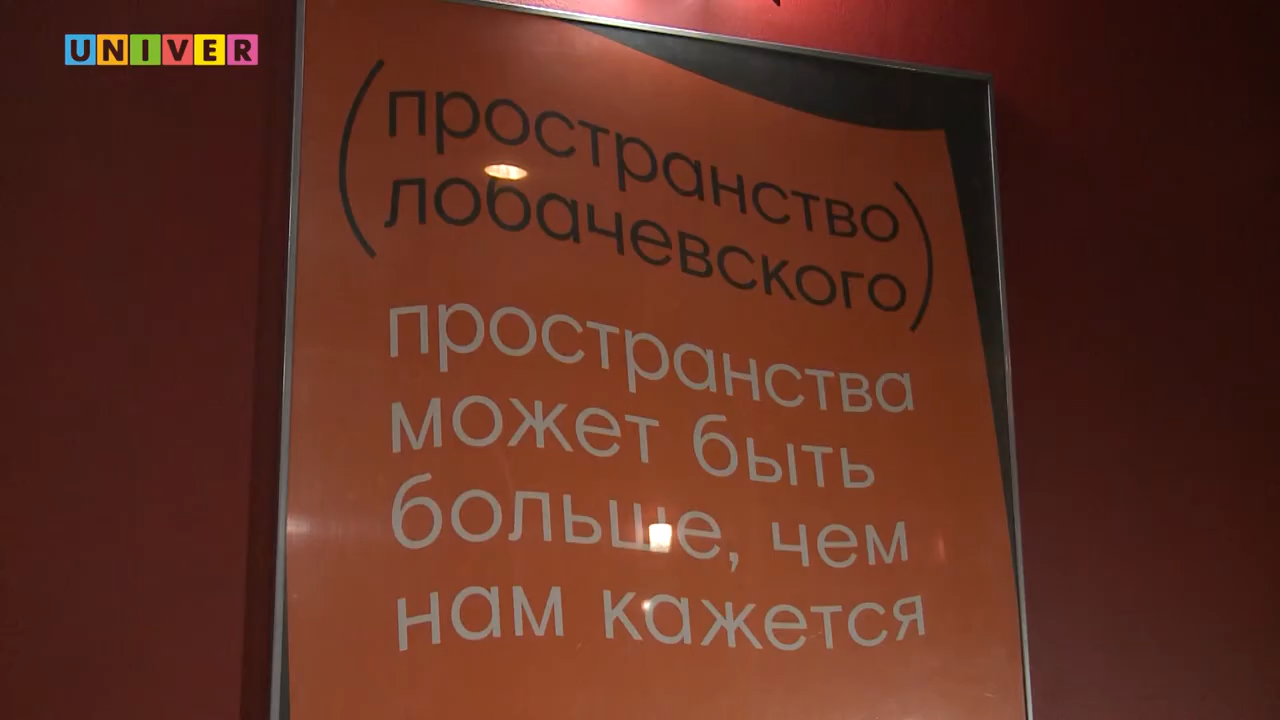 UNIVER
(пространство
лобачевского)
пространства
может быть
больше, чем
нам кажется